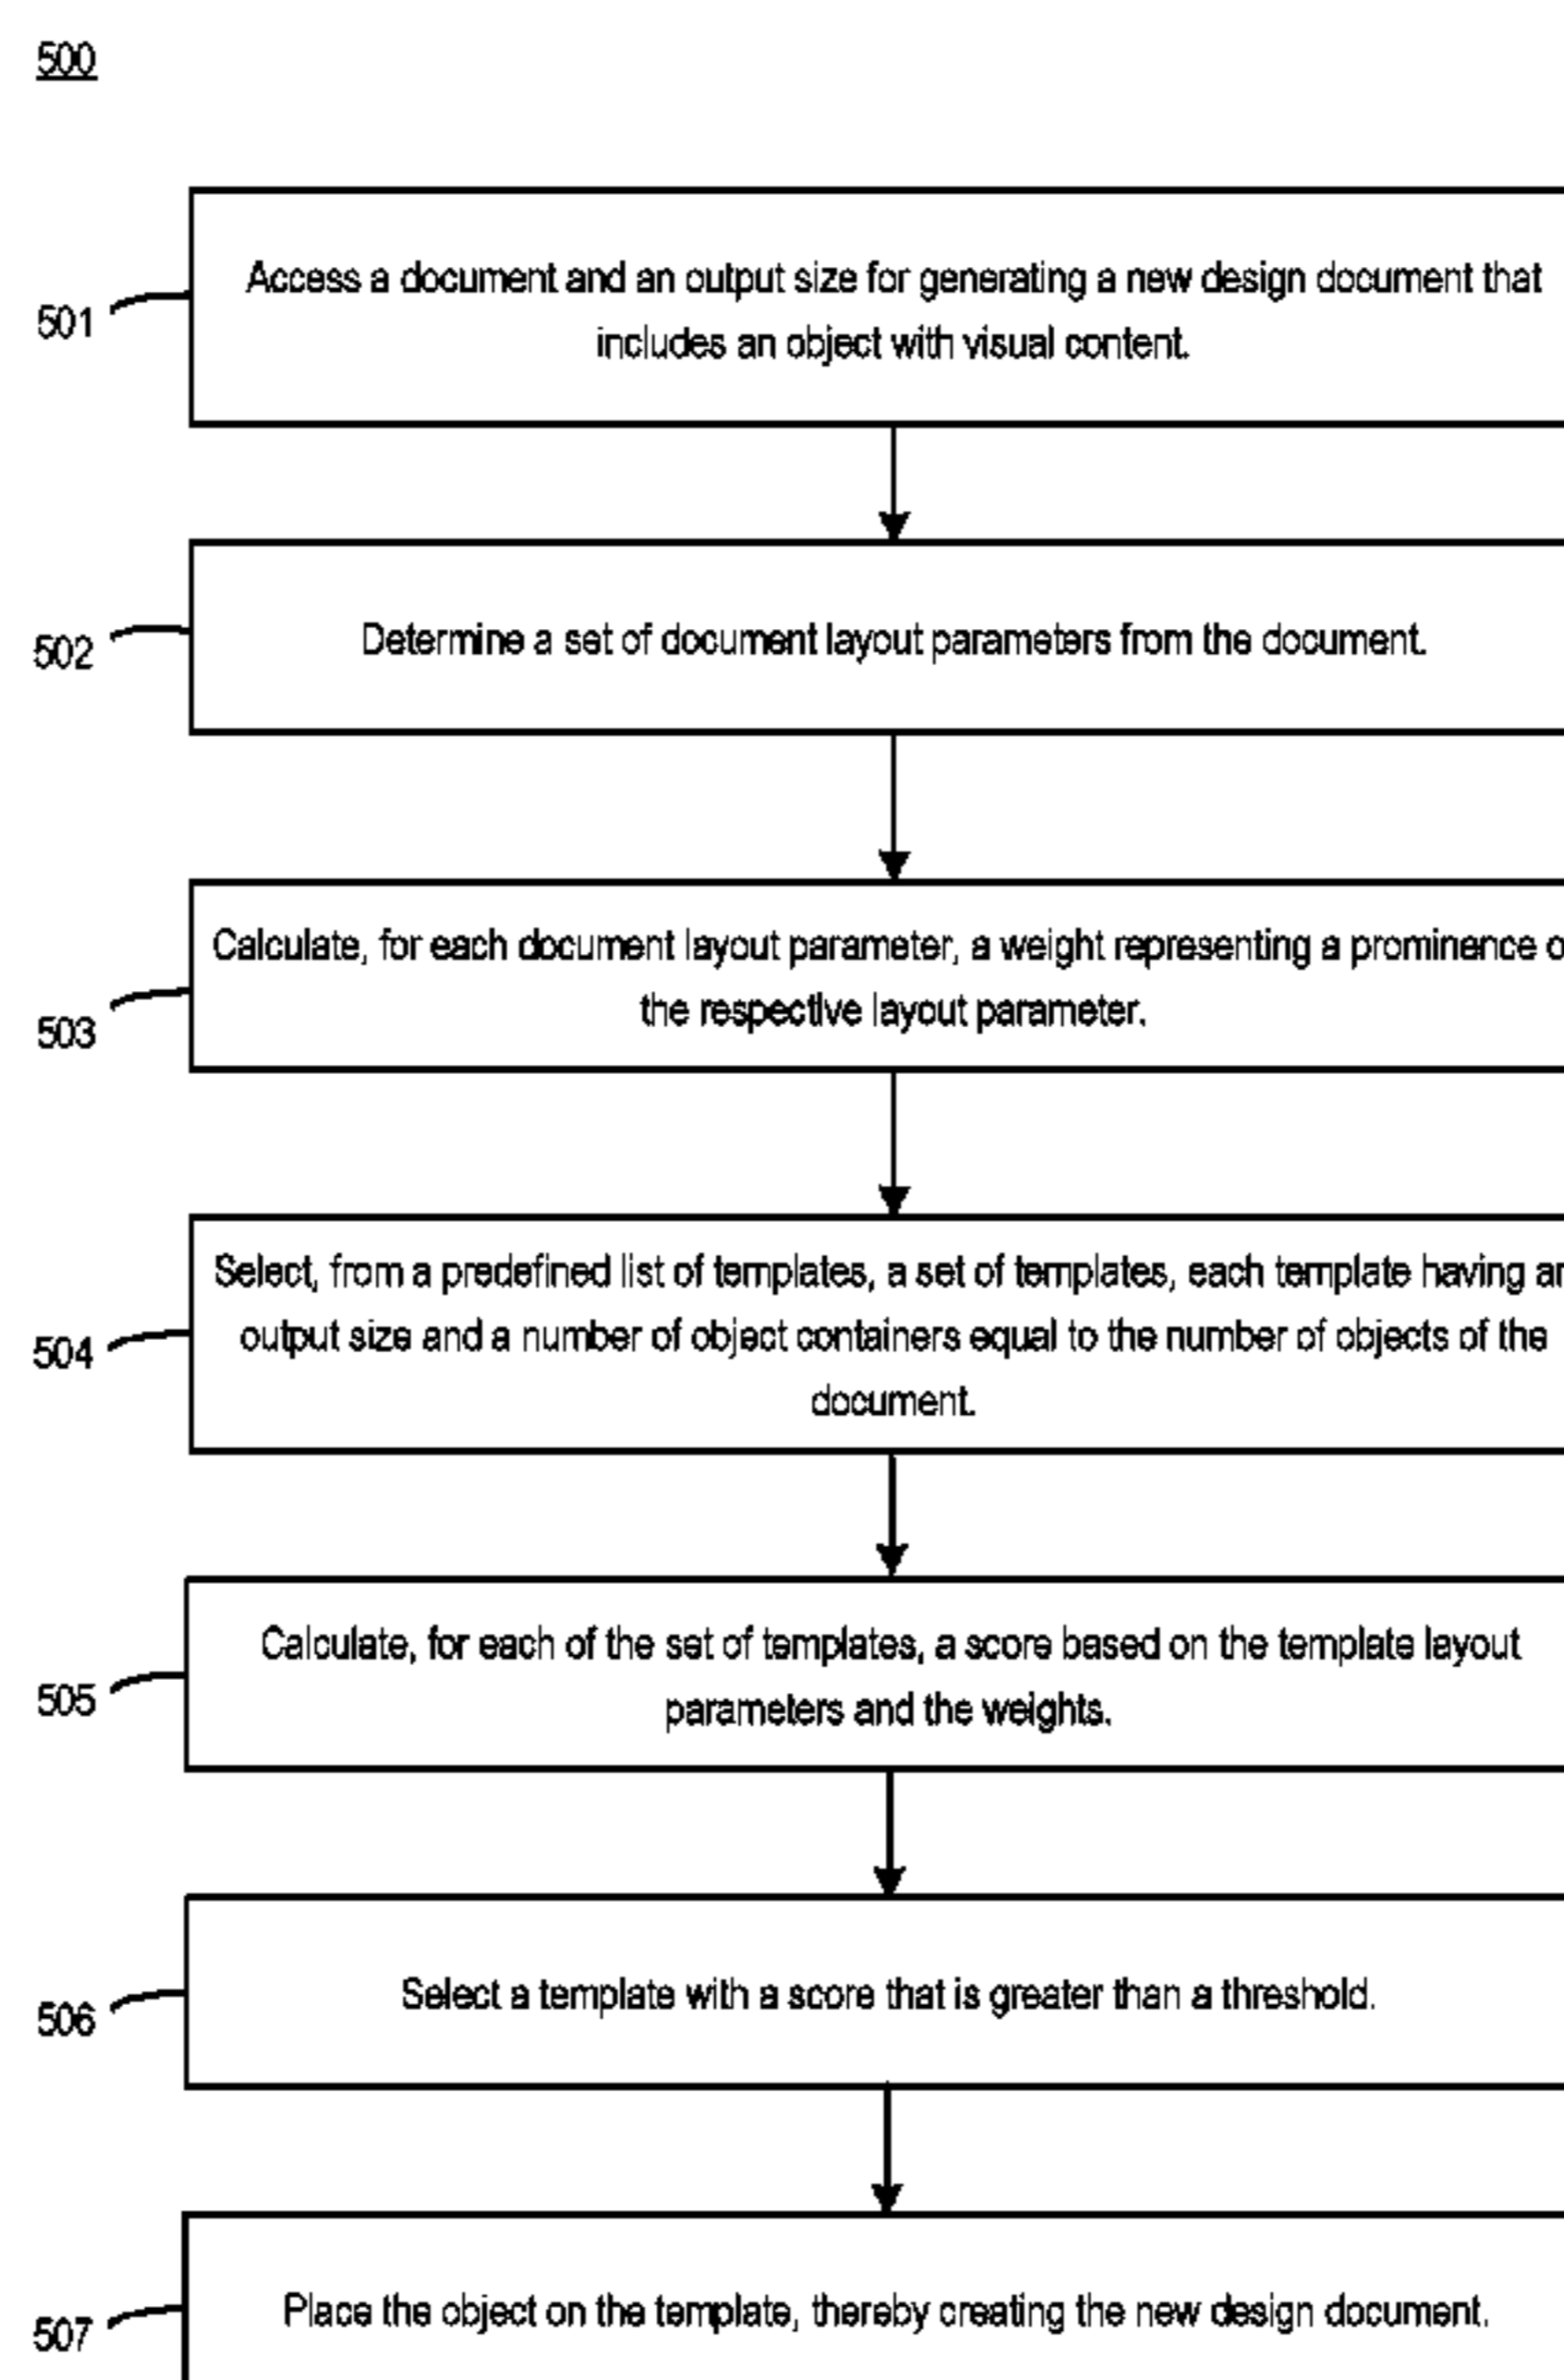 500
501
Access a document and an output size for generating a new design document that
includes an object with visual content.
502
Determine a set of document layout parameters from the document.
503
Calculate, for each document layout parameter, a weight representing a prominence
the respective layout parameter.
504
Select, from a predefined list of templates, a set of templates, each template having
output size and a number of object containers equal to the number of objects of the
document.
505
Calculate, for each of the set of templates, a score based on the template layout
parameters and the weights.
506
Select a template with a score that is greater than a threshold.
507
Place the object on the template, thereby creating the new design document.